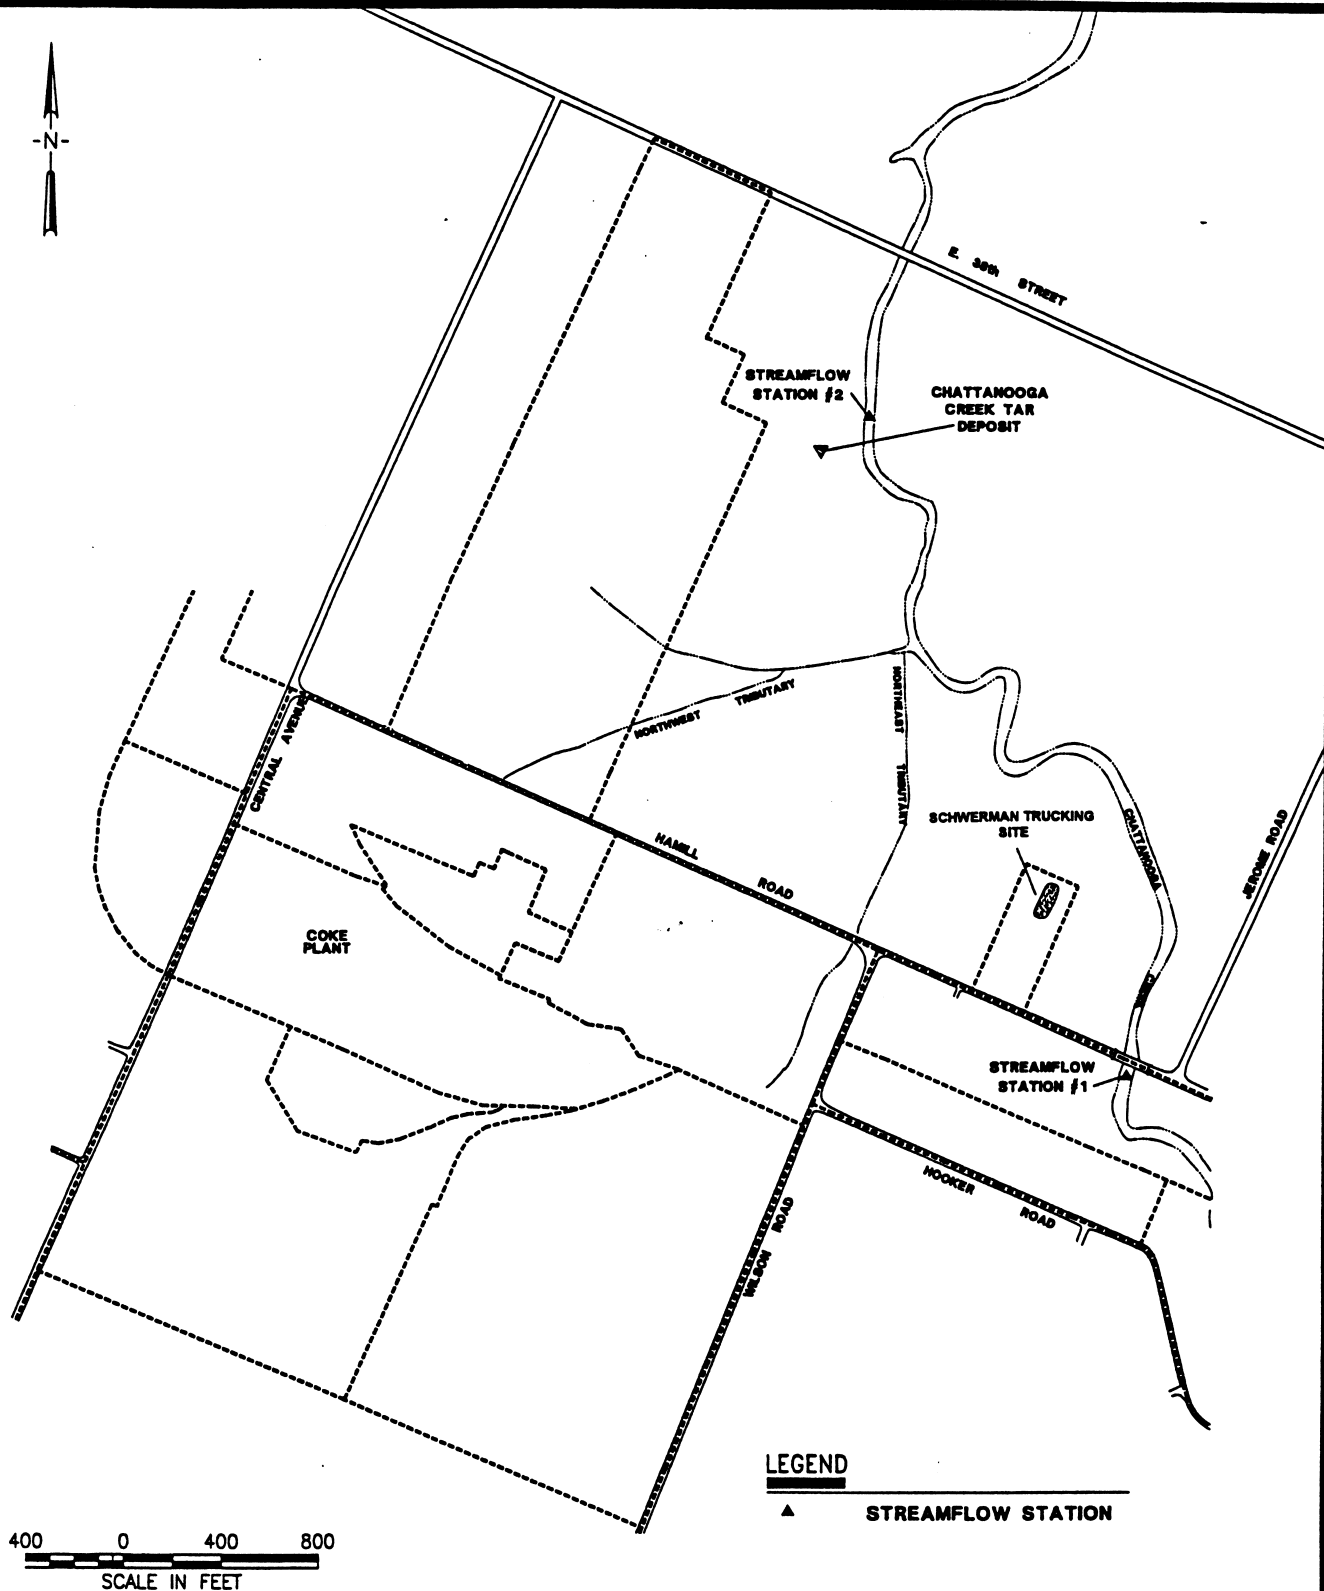 -N-
E. 38th STREET
STREAMFLOW
STATION #2
CHATTANOOGA
CREEK TAR
DEPOSIT
NORTHWEST TRIBUTARY
NORTHEAST TRIBUTARY
CENTRAL AVENUE
SCHWERMAN TRUCKING
SITE
CHATTANOOGA
CREEK
JEROME ROAD
HAMILL ROAD
COKE
PLANT
STREAMFLOW
STATION #1
HOOKER ROAD
WILSON ROAD
LEGEND
STREAMFLOW STATION
400 0 400 800
SCALE IN FEET